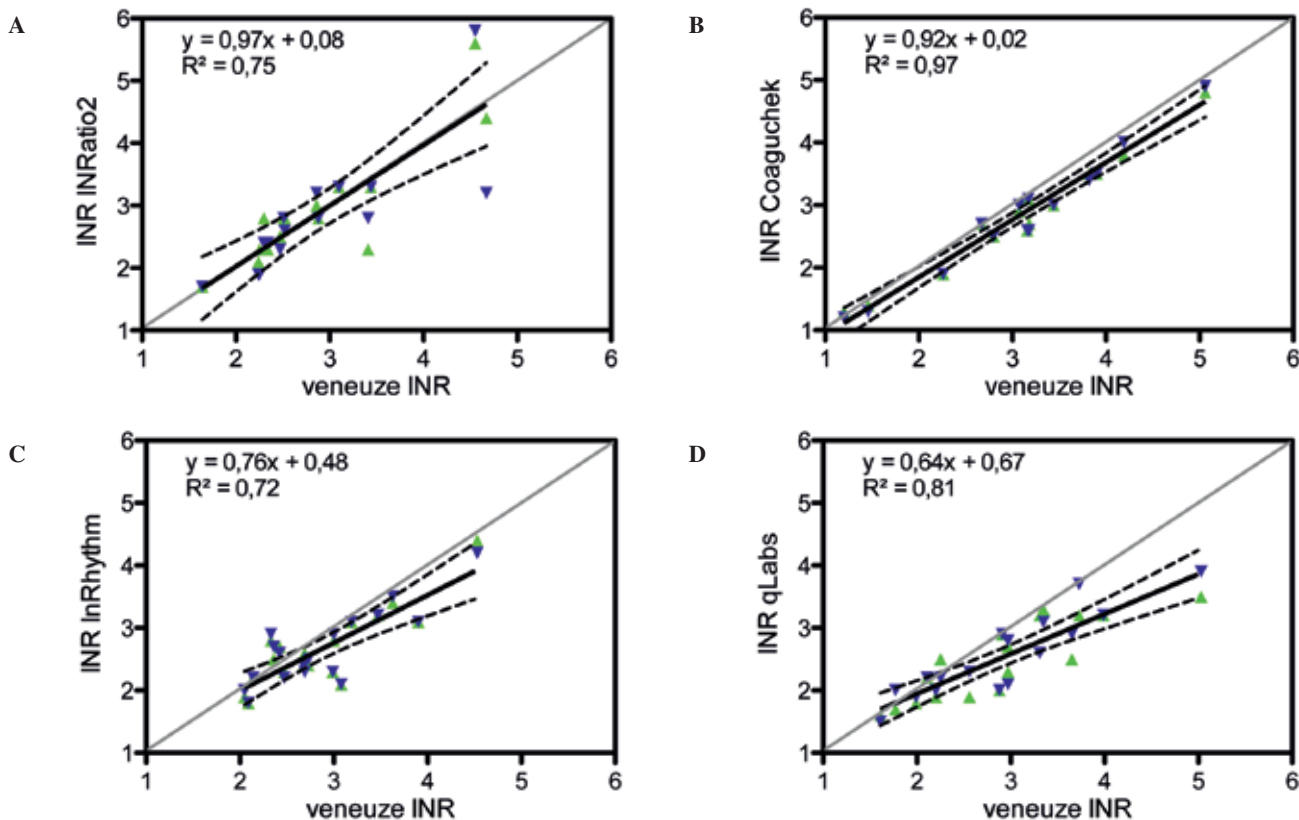 A
y = 0,97x + 0,08
R² = 0,75
INR INRatio2
6
5
4
3
2
1
1 2 3 4 5 6
veneuze INR
B
y = 0,92x + 0,02
R² = 0,97
INR Coaguchek
6
5
4
3
2
1
1 2 3 4 5 6
veneuze INR
C
y = 0,76x + 0,48
R² = 0,72
INR InRhythm
6
5
4
3
2
1
1 2 3 4 5 6
veneuze INR
D
y = 0,64x + 0,67
R² = 0,81
INR qLabs
6
5
4
3
2
1
1 2 3 4 5 6
veneuze INR